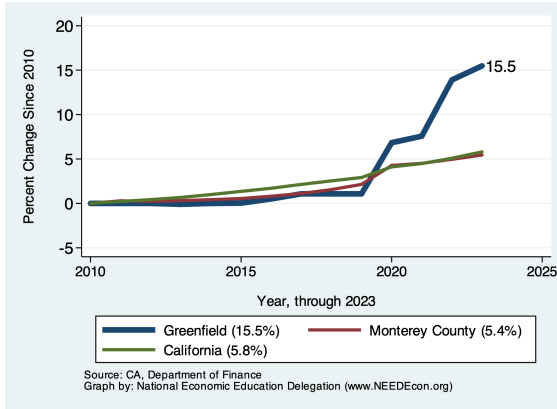 20
15
10
5
0
-5
Percent Change Since 2010
15.5
2010
2015
2020
2025
Year, through 2023
Greenfield (15.5%)
Monterey County (5.4%)
California (5.8%)
Source: CA, Department of Finance
Graph by: National Economic Education Delegation (www.NEEDEcon.org)